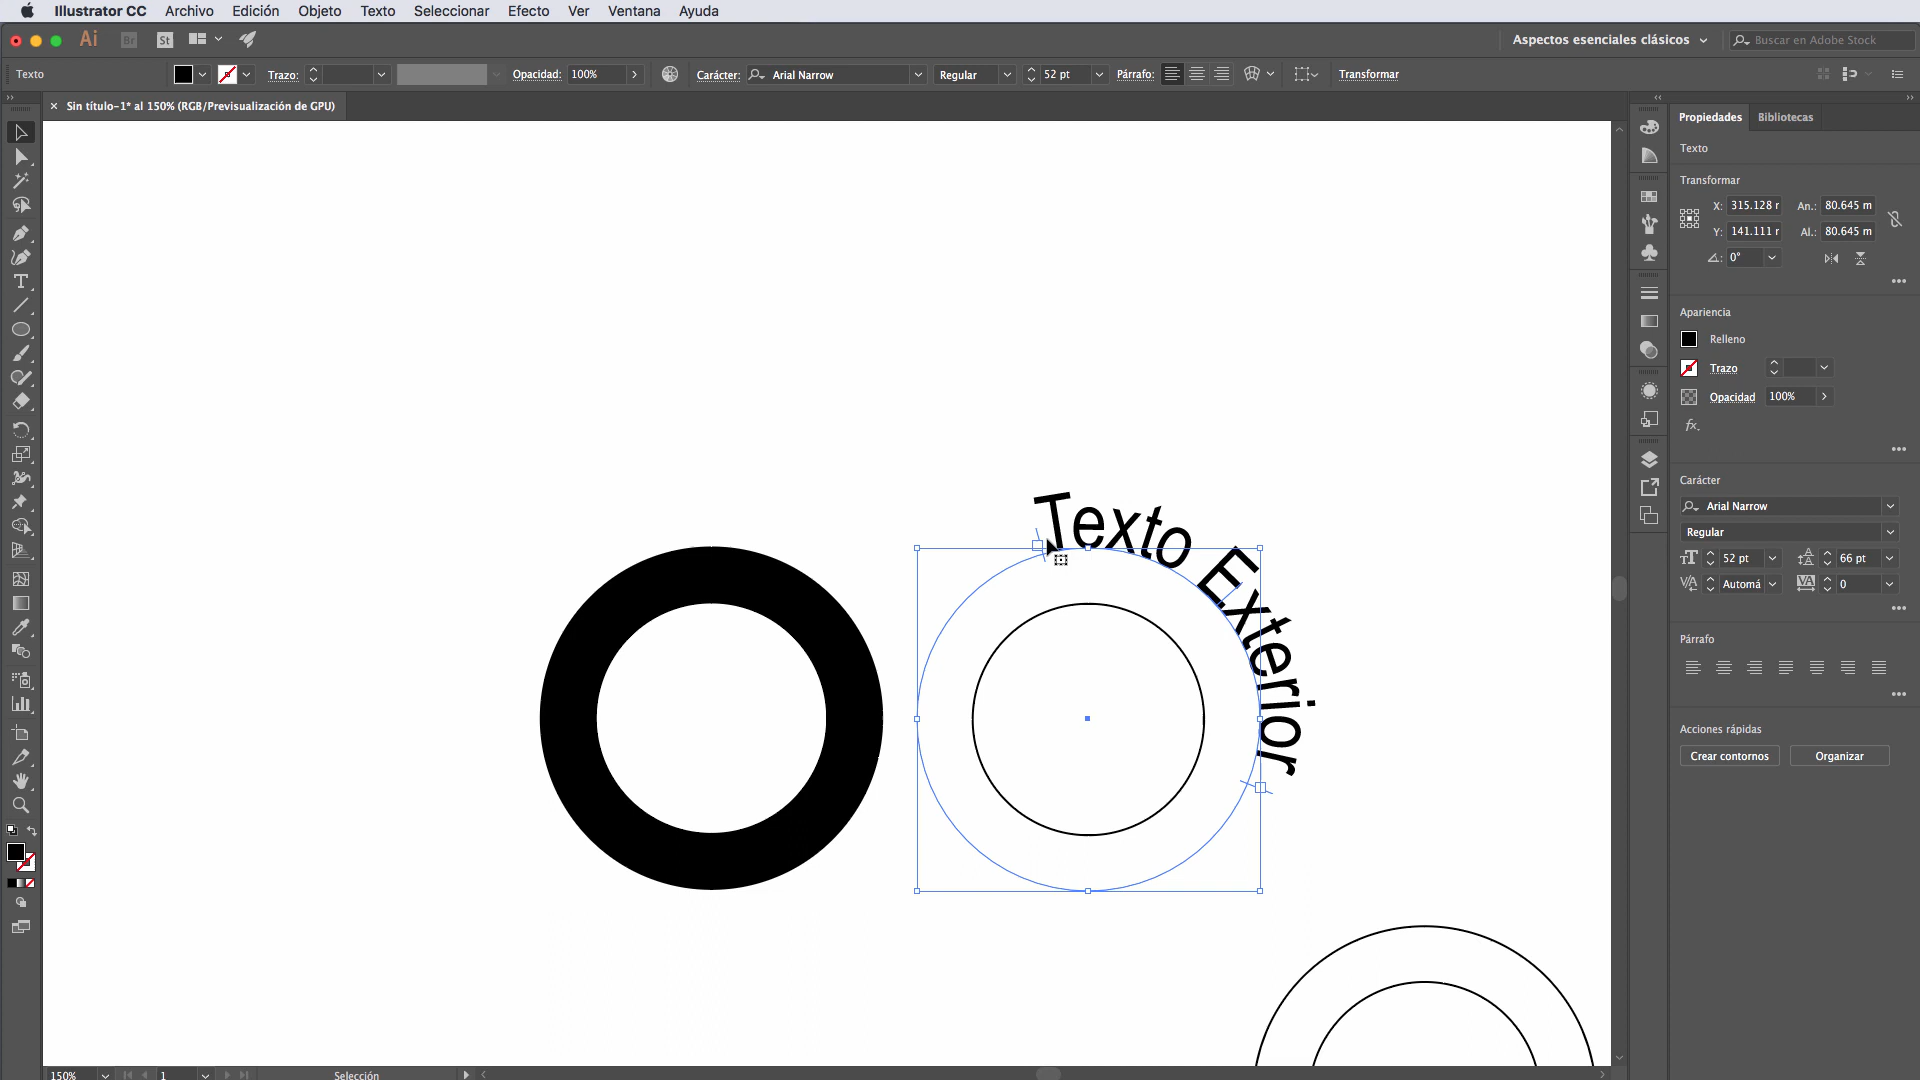 Illustrator CC Archivo Edición Objeto Texto Seleccionar Efecto Ver Ventana Ayuda
Ai Br St Aspectos esenciales clásicos Buscar en Adobe Stock
Texto Trazo: Opacidad: 100% Carácter: Arial Narrow Regular 52 pt Párrafo: Transformar
Sin título-1* al 150% (RGB/Previsualización de GPU)
Propiedades Bibliotecas
Texto
Transformar
X: 315.128 r An.: 80.645 m
Y: 141.111 r Al.: 80.645 m
0°
Apariencia
Relleno
Trazo
Opacidad 100%
fx.
Carácter
Arial Narrow
Regular
52 pt 66 pt
Automá 0
Párrafo
Acciones rápidas
Crear contornos Organizar
Texto Exterior
150% 1 Selección